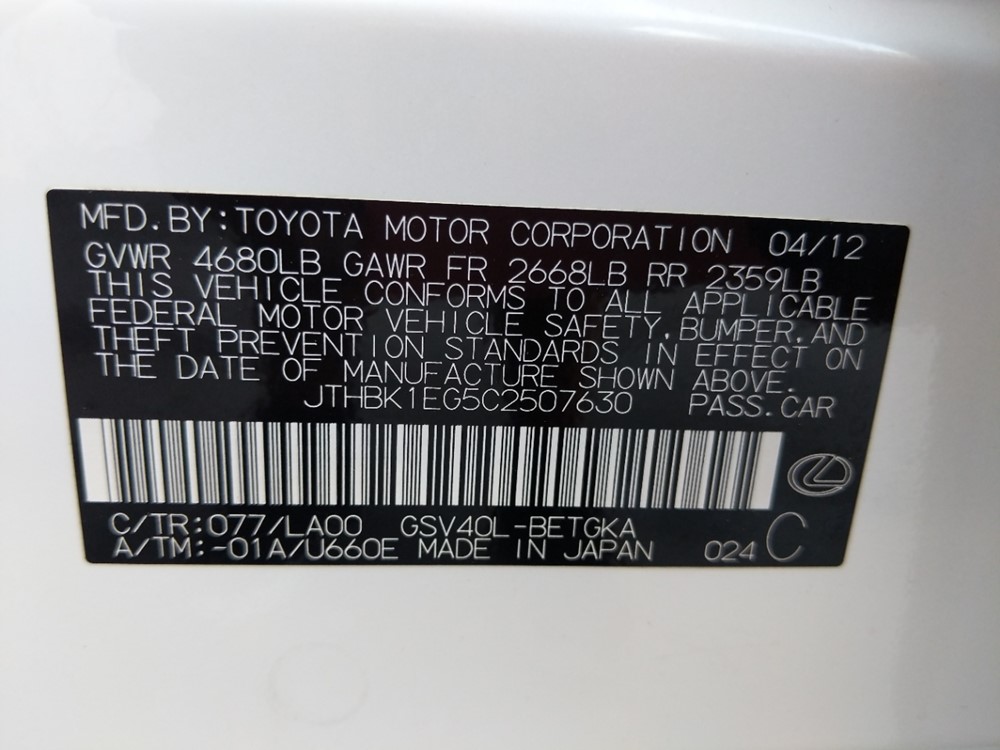 MFD.BY:TOYOTA MOTOR CORPORATION 04/12
GVWR 4680LB GAWR FR 2668LB RR 2359LB
THIS VEHICLE CONFORMS TO ALL APPLICABLE
FEDERAL MOTOR VEHICLE SAFETY,BUMPER,AND
THEFT PREVENTION STANDARDS IN EFFECT ON
THE DATE OF MANUFACTURE SHOWN ABOVE.
JTHBK1EG5C2507630 PASS.CAR
C/TR:077/LA00 GSV40L-BETGKA
A/TM:-01A/U660E MADE IN JAPAN 024 C